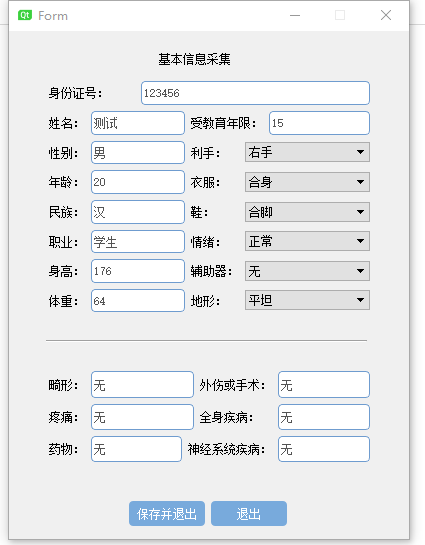 Qt Form
基本信息采集
身份证号： 123456
姓名： 测试 受教育年限： 15
性别： 男 利手： 右手
年龄： 20 衣服： 合身
民族： 汉 鞋： 合脚
职业： 学生 情绪： 正常
身高： 176 辅助器： 无
体重： 64 地形： 平坦
畸形： 无 外伤或手术： 无
疼痛： 无 全身疾病： 无
药物： 无 神经系统疾病： 无
保存并退出 退出